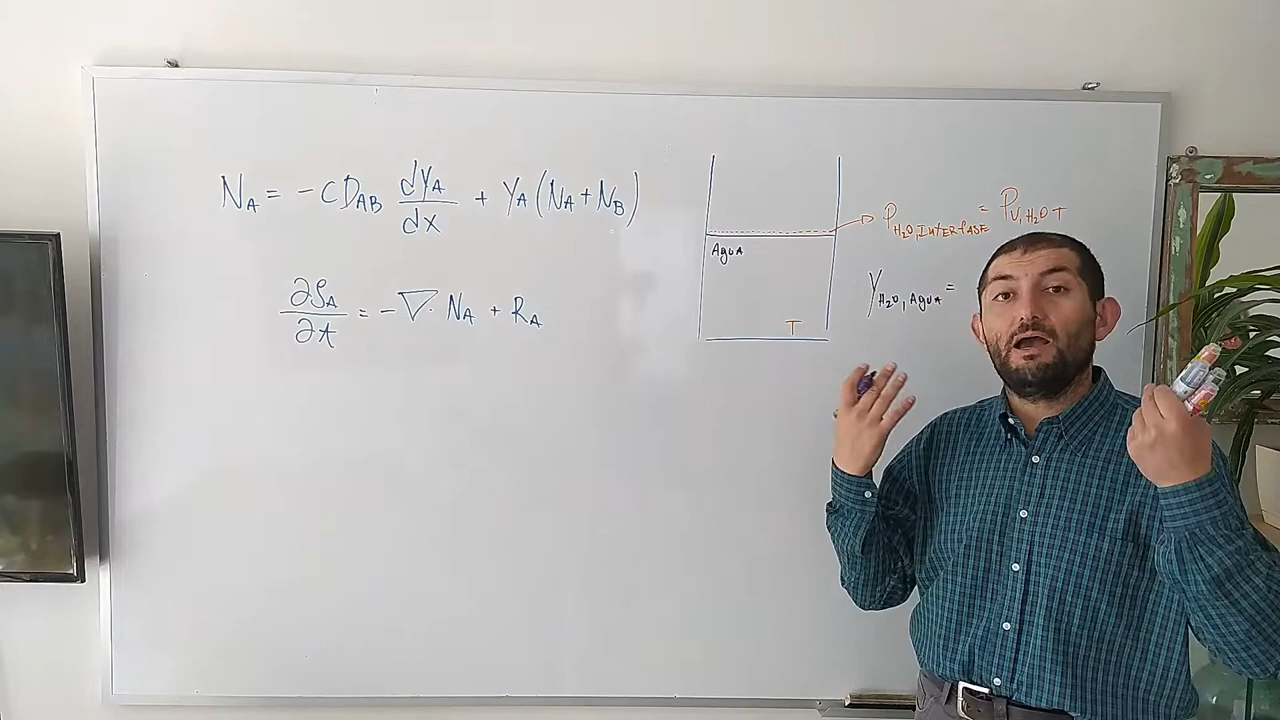 N_A = -C D_AB dy_A/dx + y_A (N_A + N_B)
∂ρ_A/∂t = -∇· N_A + R_A
AguA
T
P_H₂O, InterfASE = P_V, H₂O T
Y_H₂O, AguA =